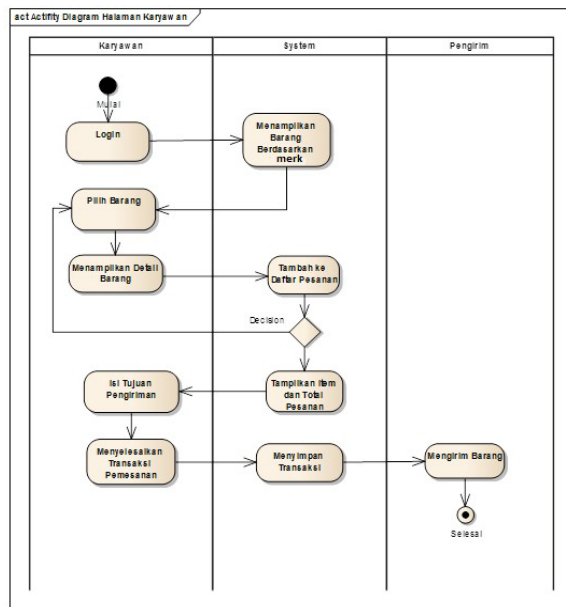 act Actifity Diagram Halaman Karyawan
Karyawan
System
Pengirim
Mulai
Login
Menampilkan
Barang
Berdasarkan
merk
Pilih Barang
Menampilkan Detail
Barang
Tambah ke
Daftar Pesanan
Decision
Isi Tujuan
Pengiriman
Tampilkan Item
dan Total
Pesanan
Menyelesaikan
Transaksi
Pemesanan
Menyimpan
Transaksi
Mengirim Barang
Selesai